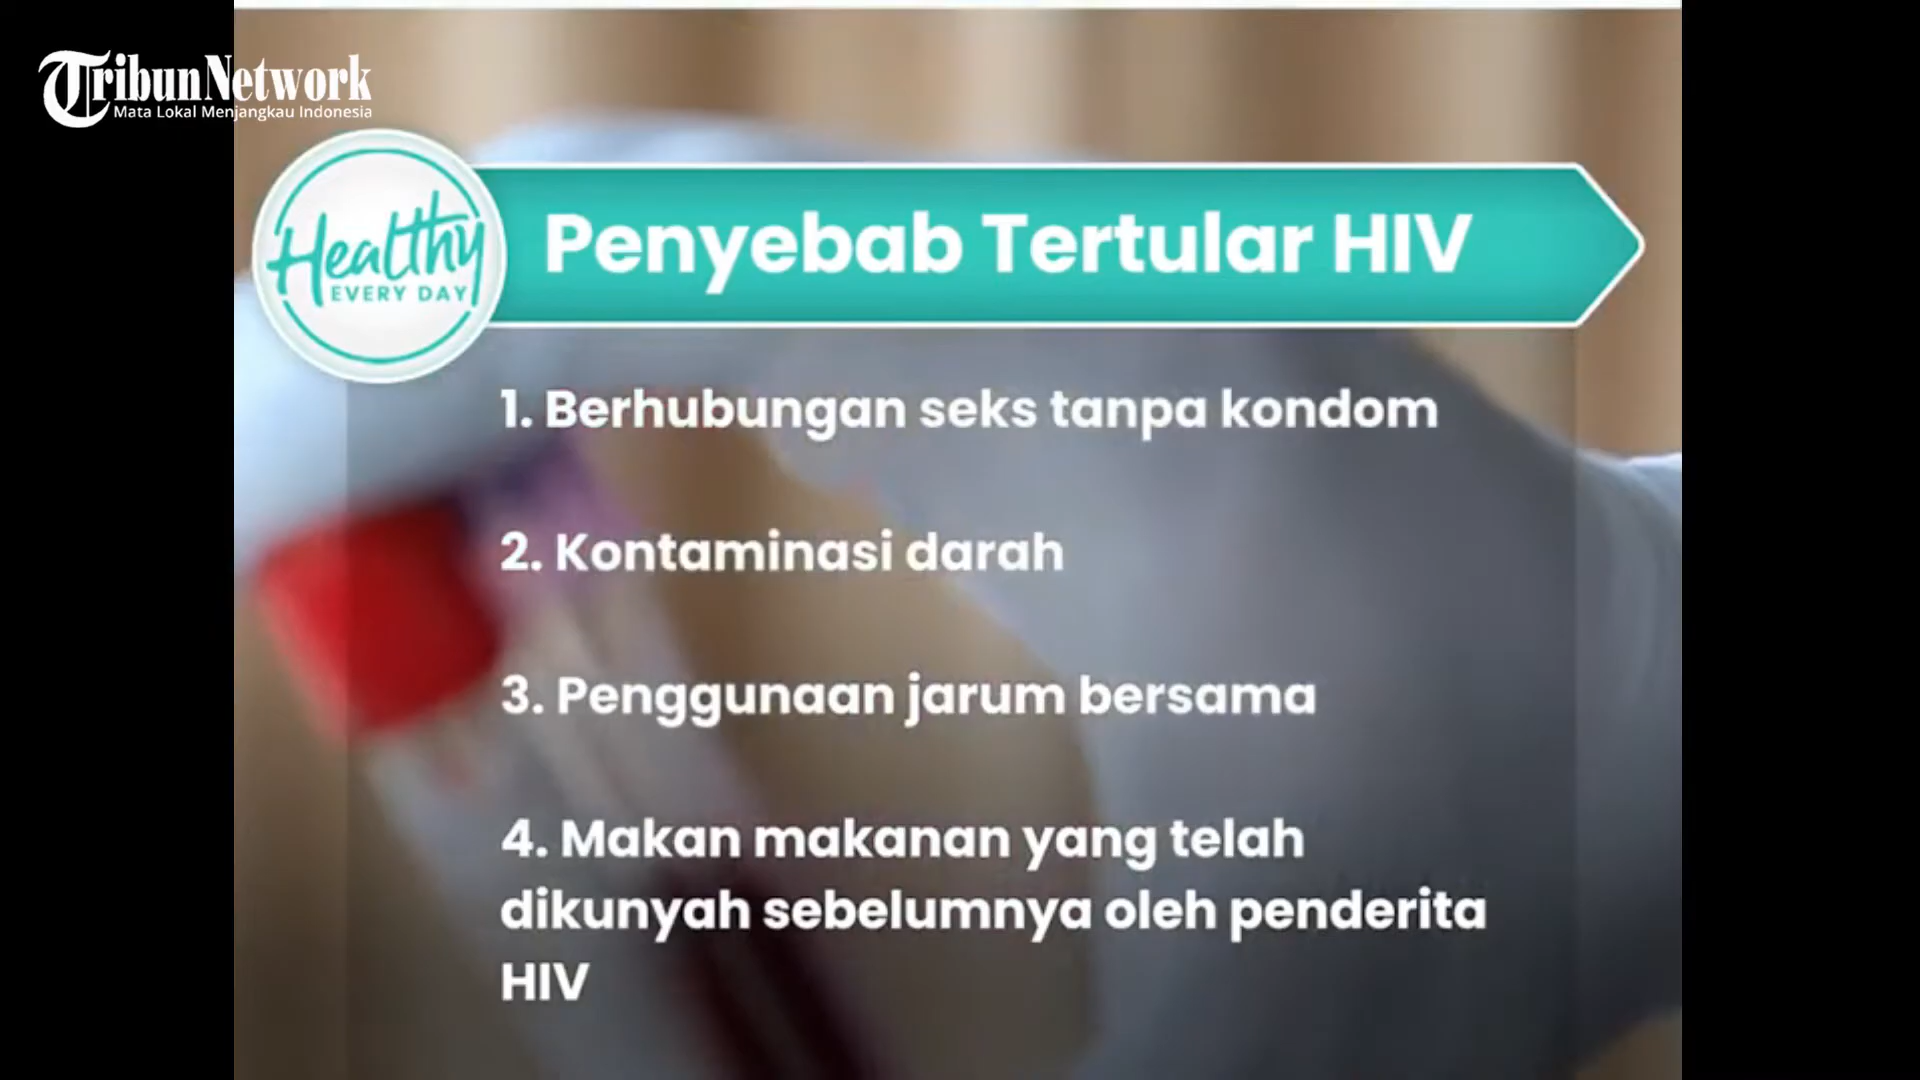 TribunNetwork
Mata Lokal Menjangkau Indonesia
Healthy
EVERY DAY
Penyebab Tertular HIV
1. Berhubungan seks tanpa kondom
2. Kontaminasi darah
3. Penggunaan jarum bersama
4. Makan makanan yang telah
dikunyah sebelumnya oleh penderita
HIV